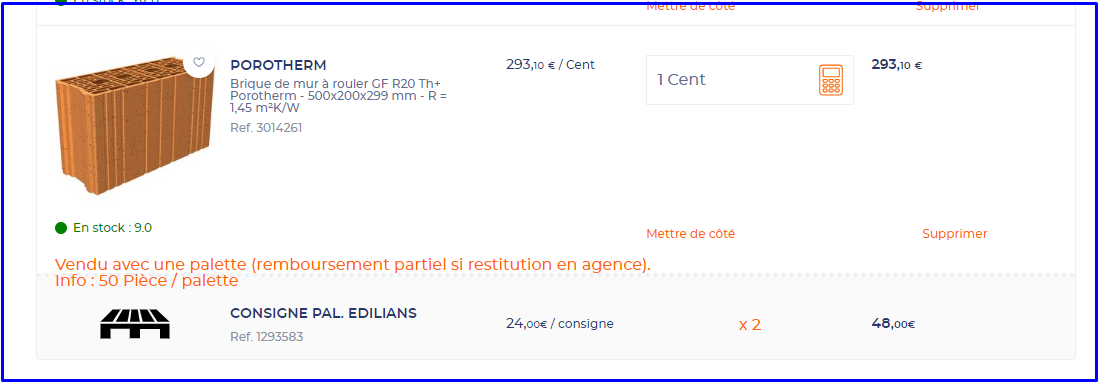 Mettre de côté Supprimer
POROTHERM 293,10 € / Cent 1 Cent 293,10 €
Brique de mur à rouler GF R20 Th+
Porotherm - 500x200x299 mm - R =
1,45 m²K/W
Ref. 3014261
En stock : 9.0
Mettre de côté Supprimer
Vendu avec une palette (remboursement partiel si restitution en agence).
Info : 50 Pièce / palette
CONSIGNE PAL. EDILIANS 24,00€ / consigne x 2 48,00€
Ref. 1293583